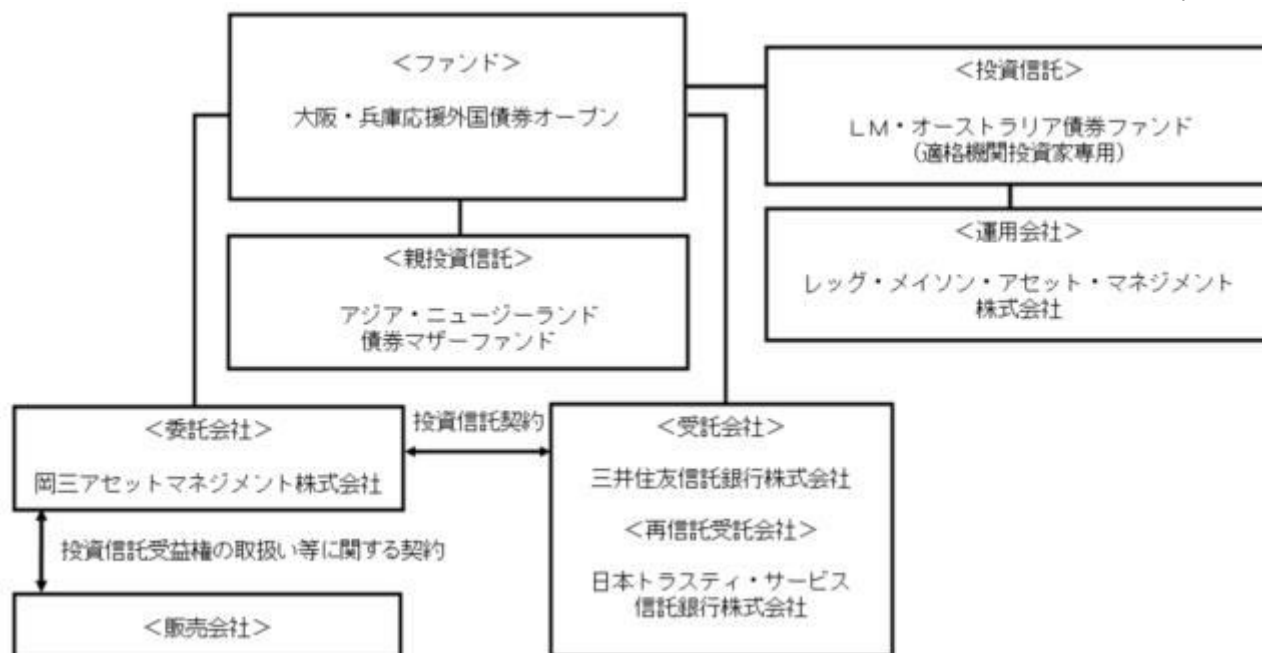 ＜ファンド＞
大阪・兵庫応援外国債券オープン
＜投資信託＞
ＬＭ・オーストラリア債券ファンド
（適格機関投資家専用）
＜運用会社＞
レッグ・メイソン・アセット・マネジメント
株式会社
＜親投資信託＞
アジア・ニュージーランド
債券マザーファンド
＜委託会社＞
岡三アセットマネジメント株式会社
投資信託契約
＜受託会社＞
三井住友信託銀行株式会社
＜再信託受託会社＞
日本トラスティ・サービス
信託銀行株式会社
投資信託受益権の取扱い等に関する契約
＜販売会社＞